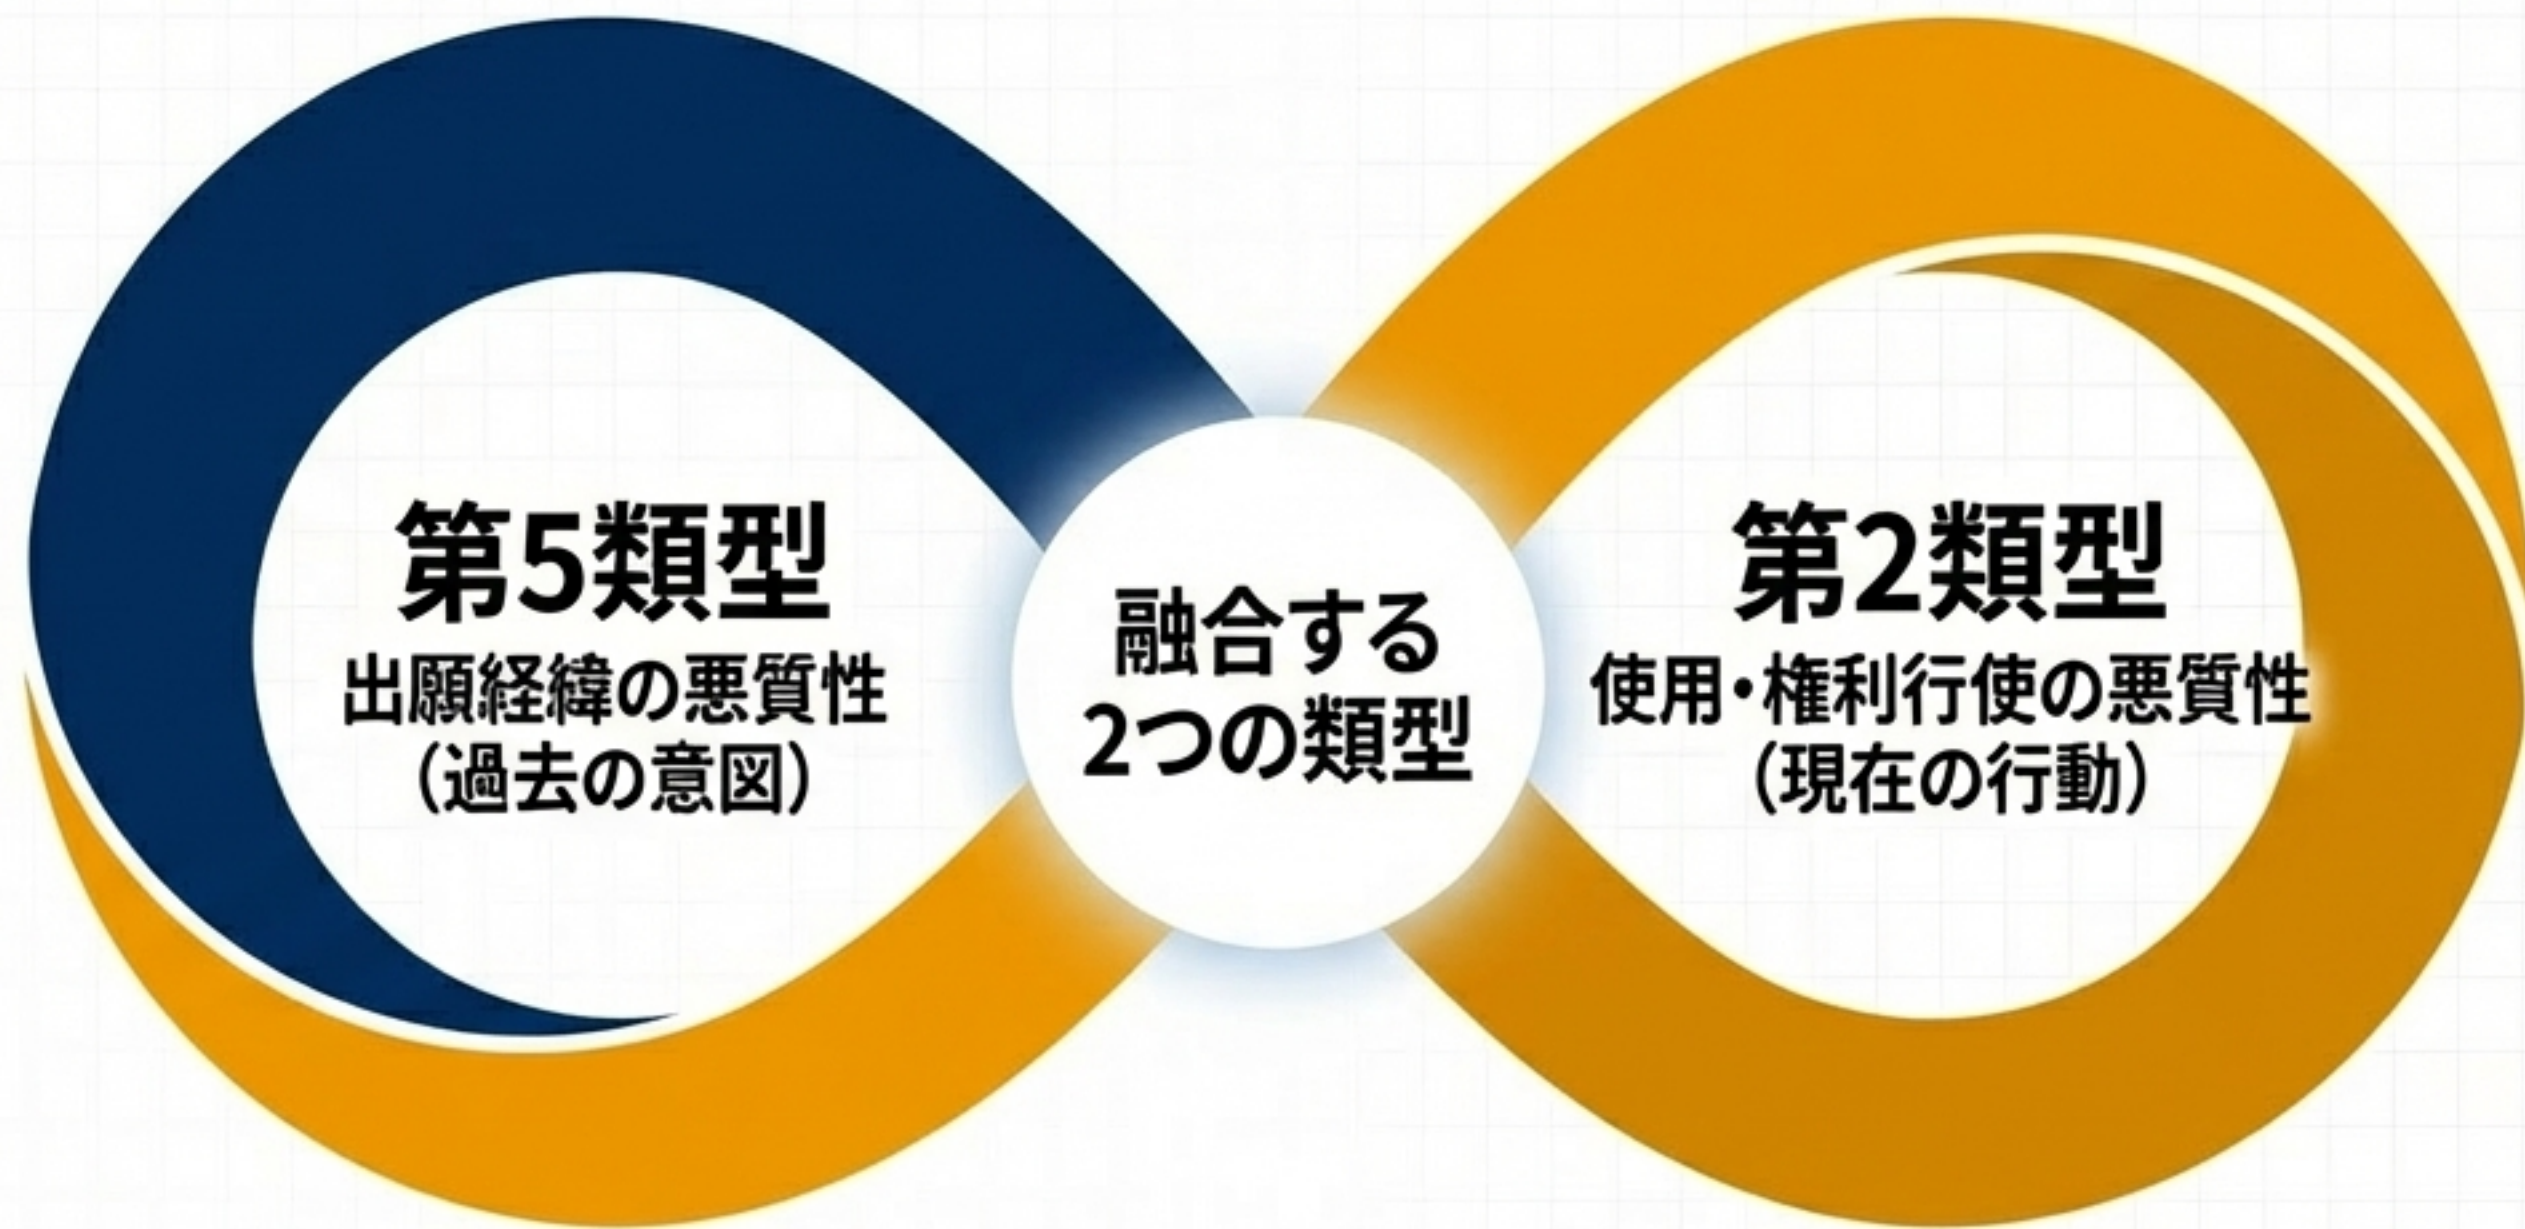 第5類型
出願経緯の悪質性
（過去の意図）
融合する
2つの類型
第2類型
使用・権利行使の悪質性
（現在の行動）